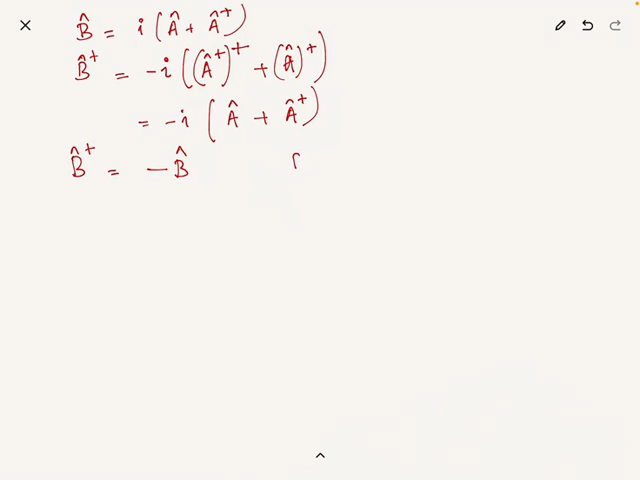 B̂ = i (Â + Â⁺)
B̂⁺ = -i ((Â⁺)⁺ + (Â)⁺)
= -i (Â + Â⁺)
B̂⁺ = - B̂